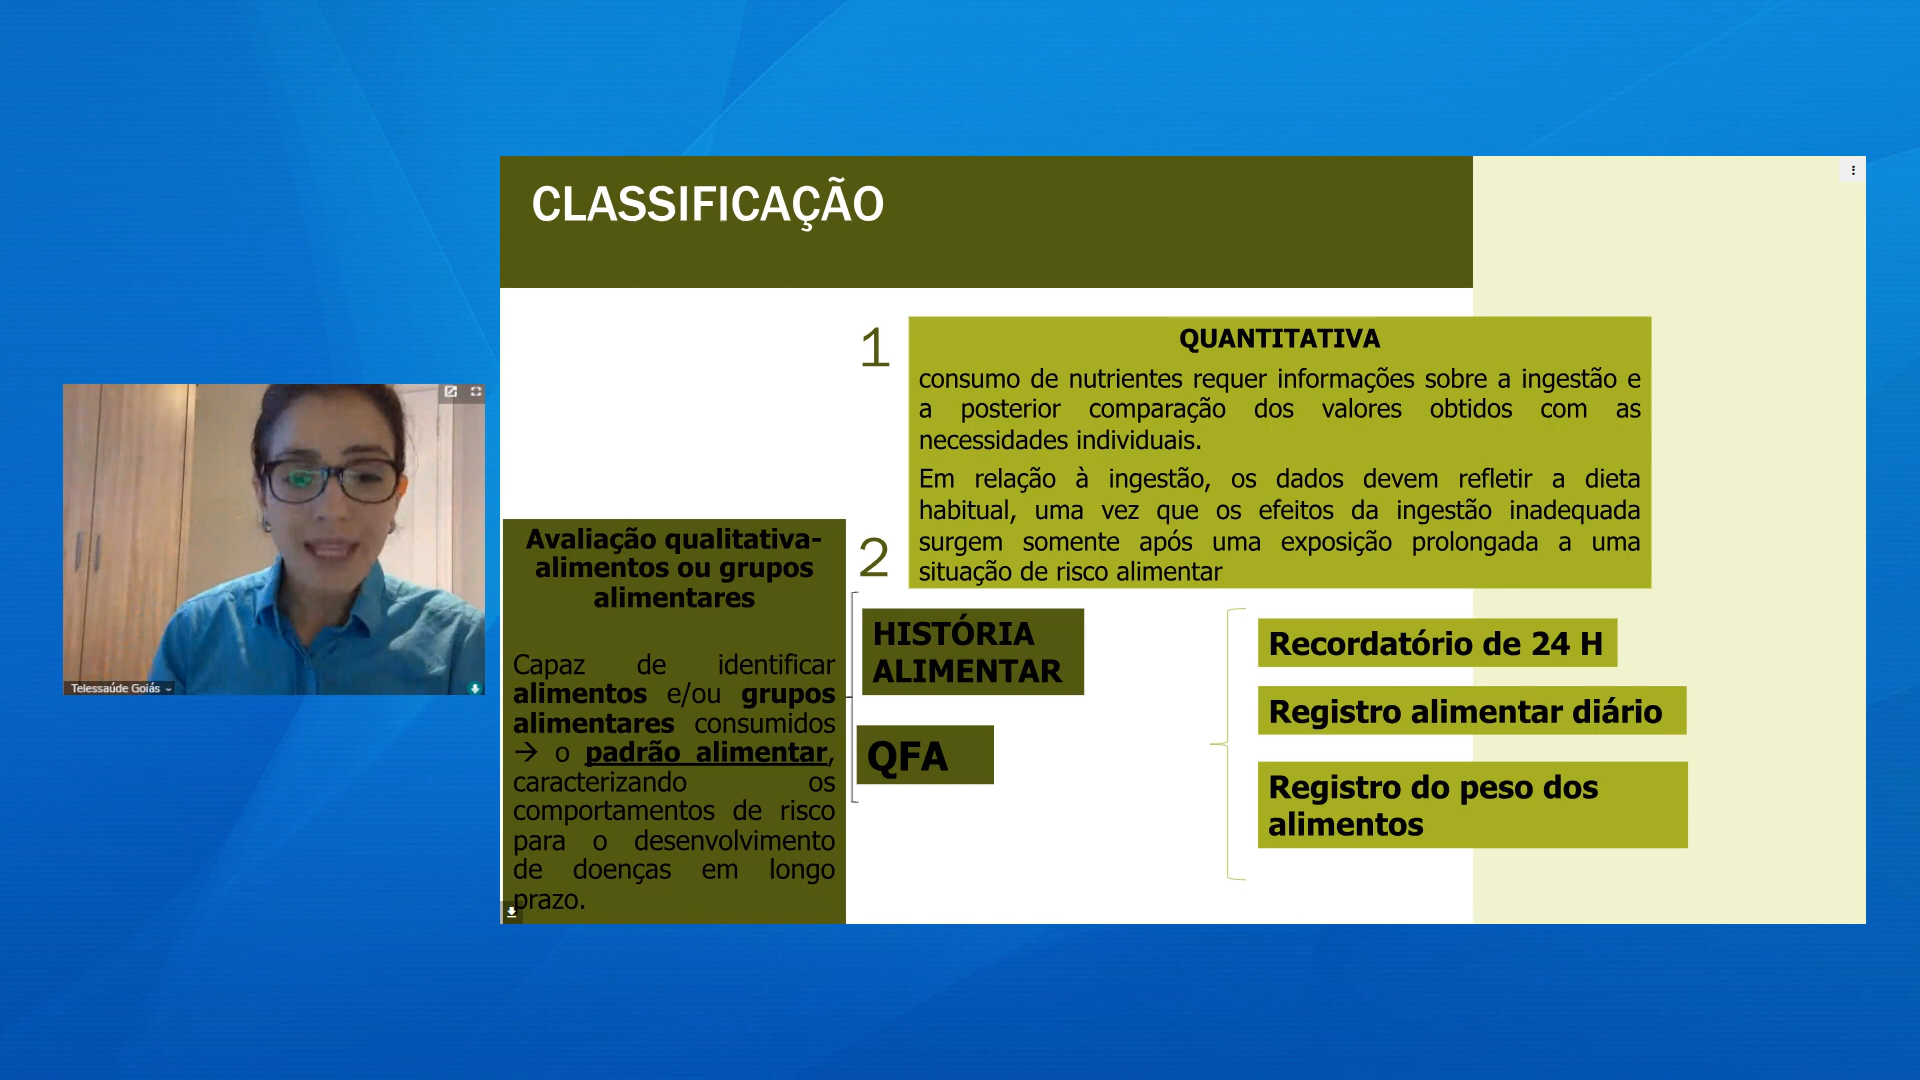 CLASSIFICAÇÃO
1
QUANTITATIVA
consumo de nutrientes requer informações sobre a ingestão e
a posterior comparação dos valores obtidos com as
necessidades individuais.
Em relação à ingestão, os dados devem refletir a dieta
habitual, uma vez que os efeitos da ingestão inadequada
surgem somente após uma exposição prolongada a uma
situação de risco alimentar
2
Avaliação qualitativa-
alimentos ou grupos
alimentares
Capaz de identificar
alimentos e/ou grupos
alimentares consumidos
→ o padrão alimentar,
caracterizando os
comportamentos de risco
para o desenvolvimento
de doenças em longo
prazo.
HISTÓRIA
ALIMENTAR
QFA
Recordatório de 24 H
Registro alimentar diário
Registro do peso dos
alimentos
Telessaúde Goiás